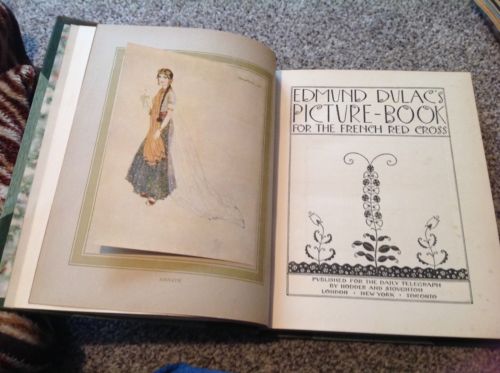 EDMUND DULAC'S
PICTURE-BOOK
FOR THE FRENCH RED CROSS
PUBLISHED FOR THE DAILY TELEGRAPH
BY HODDER AND STOUGHTON
LONDON • NEW YORK • TORONTO